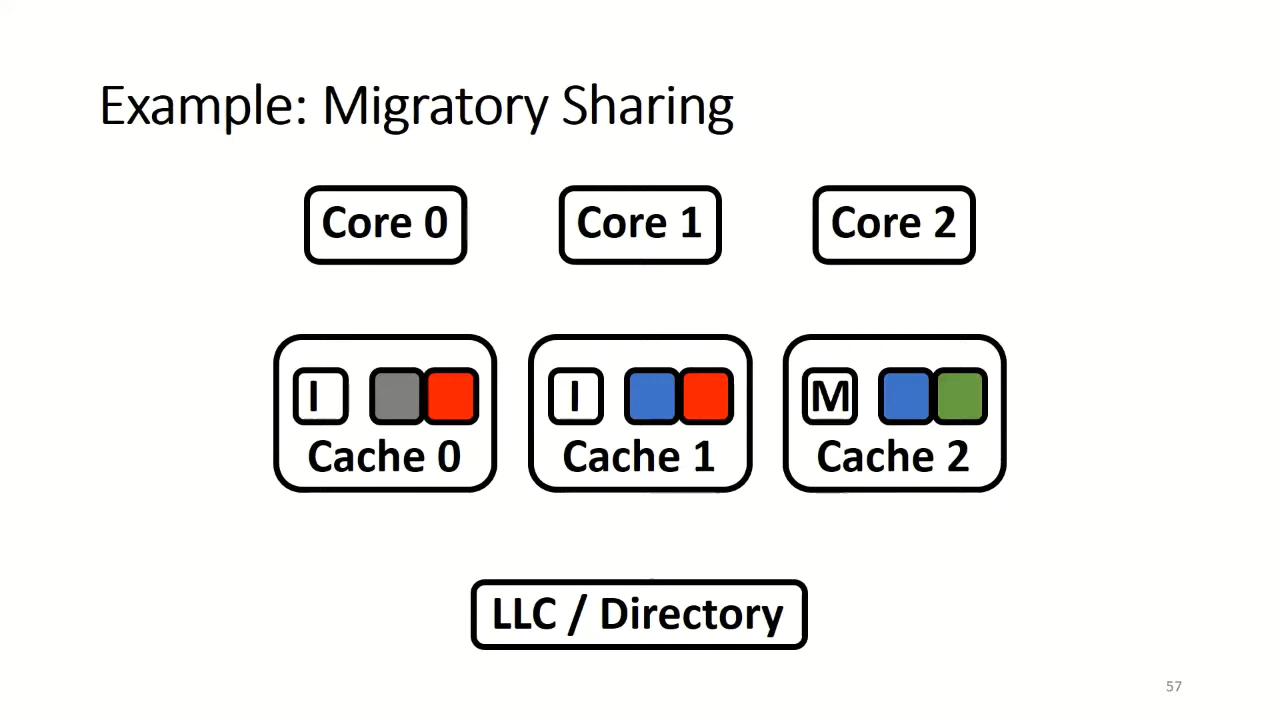 Example: Migratory Sharing
Core 0 Core 1 Core 2
I I M
Cache 0 Cache 1 Cache 2
LLC / Directory
57